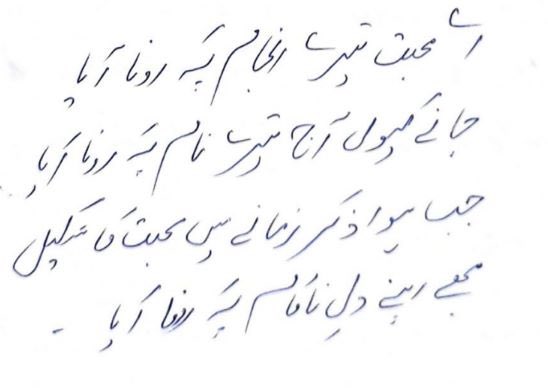 اے محبت تیرے انجام پہ رونا آیا
جانے کیوں آج تیرے نام پہ رونا آیا
جب ہوا ذکر زمانے میں محبت کا شکیل
مجھے اپنے دلِ ناکام پہ رونا آیا ۔